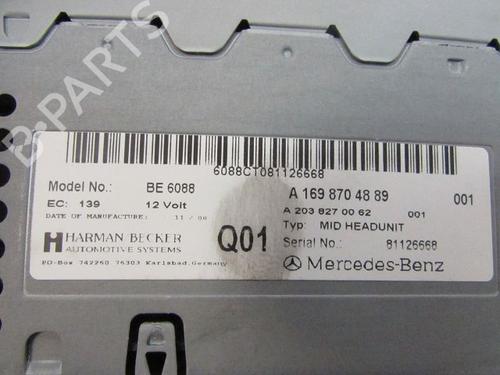 6088CT081126668
Model No.: BE 6088 A 169 870 48 89 001
EC: 139 12 Volt A 203 827 00 62 001
DATE OF MANUFACTURE: 11 / 06 Typ: MID HEADUNIT
HARMAN BECKER Q01 Serial No.: 81126668
AUTOMOTIVE SYSTEMS Mercedes-Benz
PO-Box 742260 76303 Karlsbad,Germany